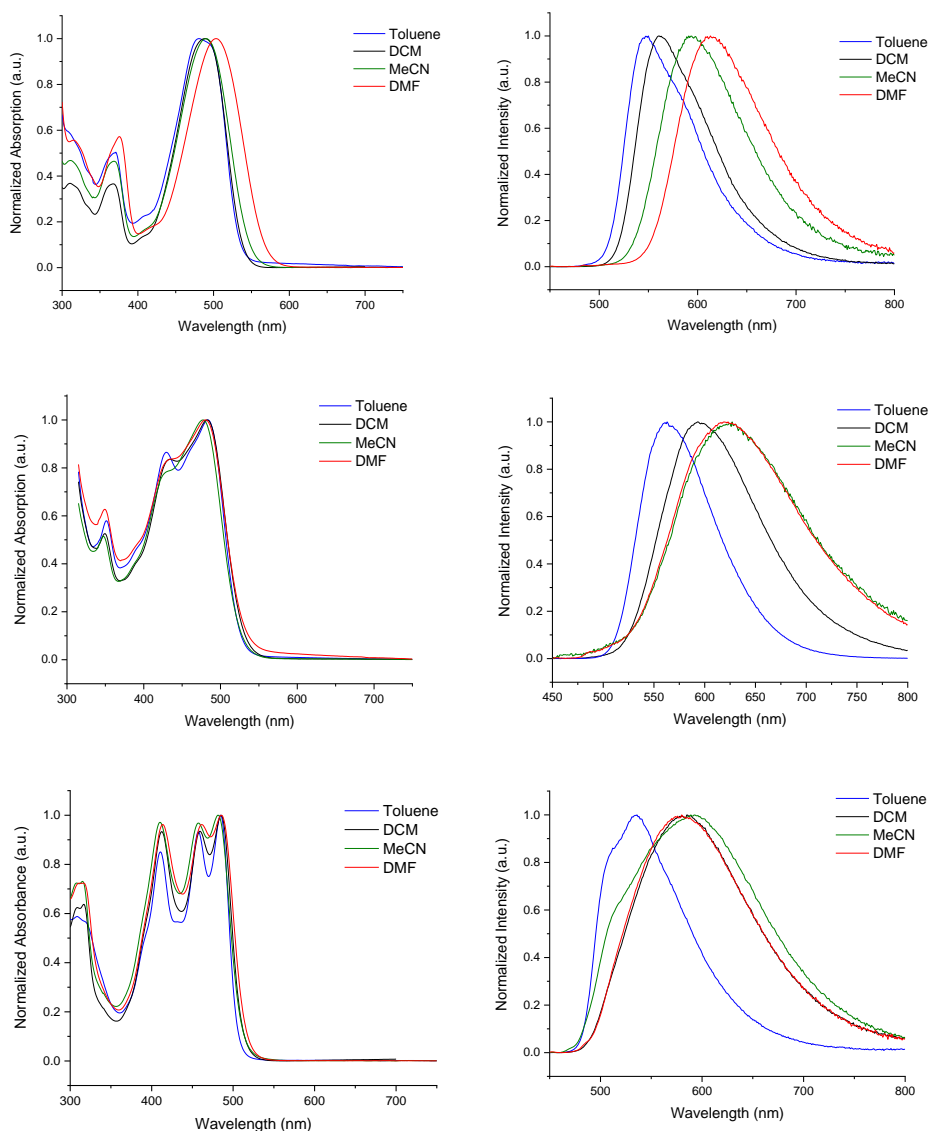 Normalized Absorption (a.u.)
1.0
0.8
0.6
0.4
0.2
0.0
300 400 500 600 700
Wavelength (nm)
Toluene
DCM
MeCN
DMF
Normalized Intensity (a.u.)
1.0
0.8
0.6
0.4
0.2
0.0
500 600 700 800
Wavelength (nm)
Toluene
DCM
MeCN
DMF
Normalized Absorption (a.u.)
1.0
0.8
0.6
0.4
0.2
0.0
300 400 500 600 700
Wavelength (nm)
Toluene
DCM
MeCN
DMF
Normalized Intensity (a.u.)
1.0
0.8
0.6
0.4
0.2
0.0
450 500 550 600 650 700 750 800
Wavelength (nm)
Toluene
DCM
MeCN
DMF
Normalized Absorbance (a.u.)
1.0
0.8
0.6
0.4
0.2
0.0
300 400 500 600 700
Wavelength (nm)
Toluene
DCM
MeCN
DMF
Normalized Intensity (a.u.)
1.0
0.8
0.6
0.4
0.2
0.0
500 600 700 800
Wavelength (nm)
Toluene
DCM
MeCN
DMF